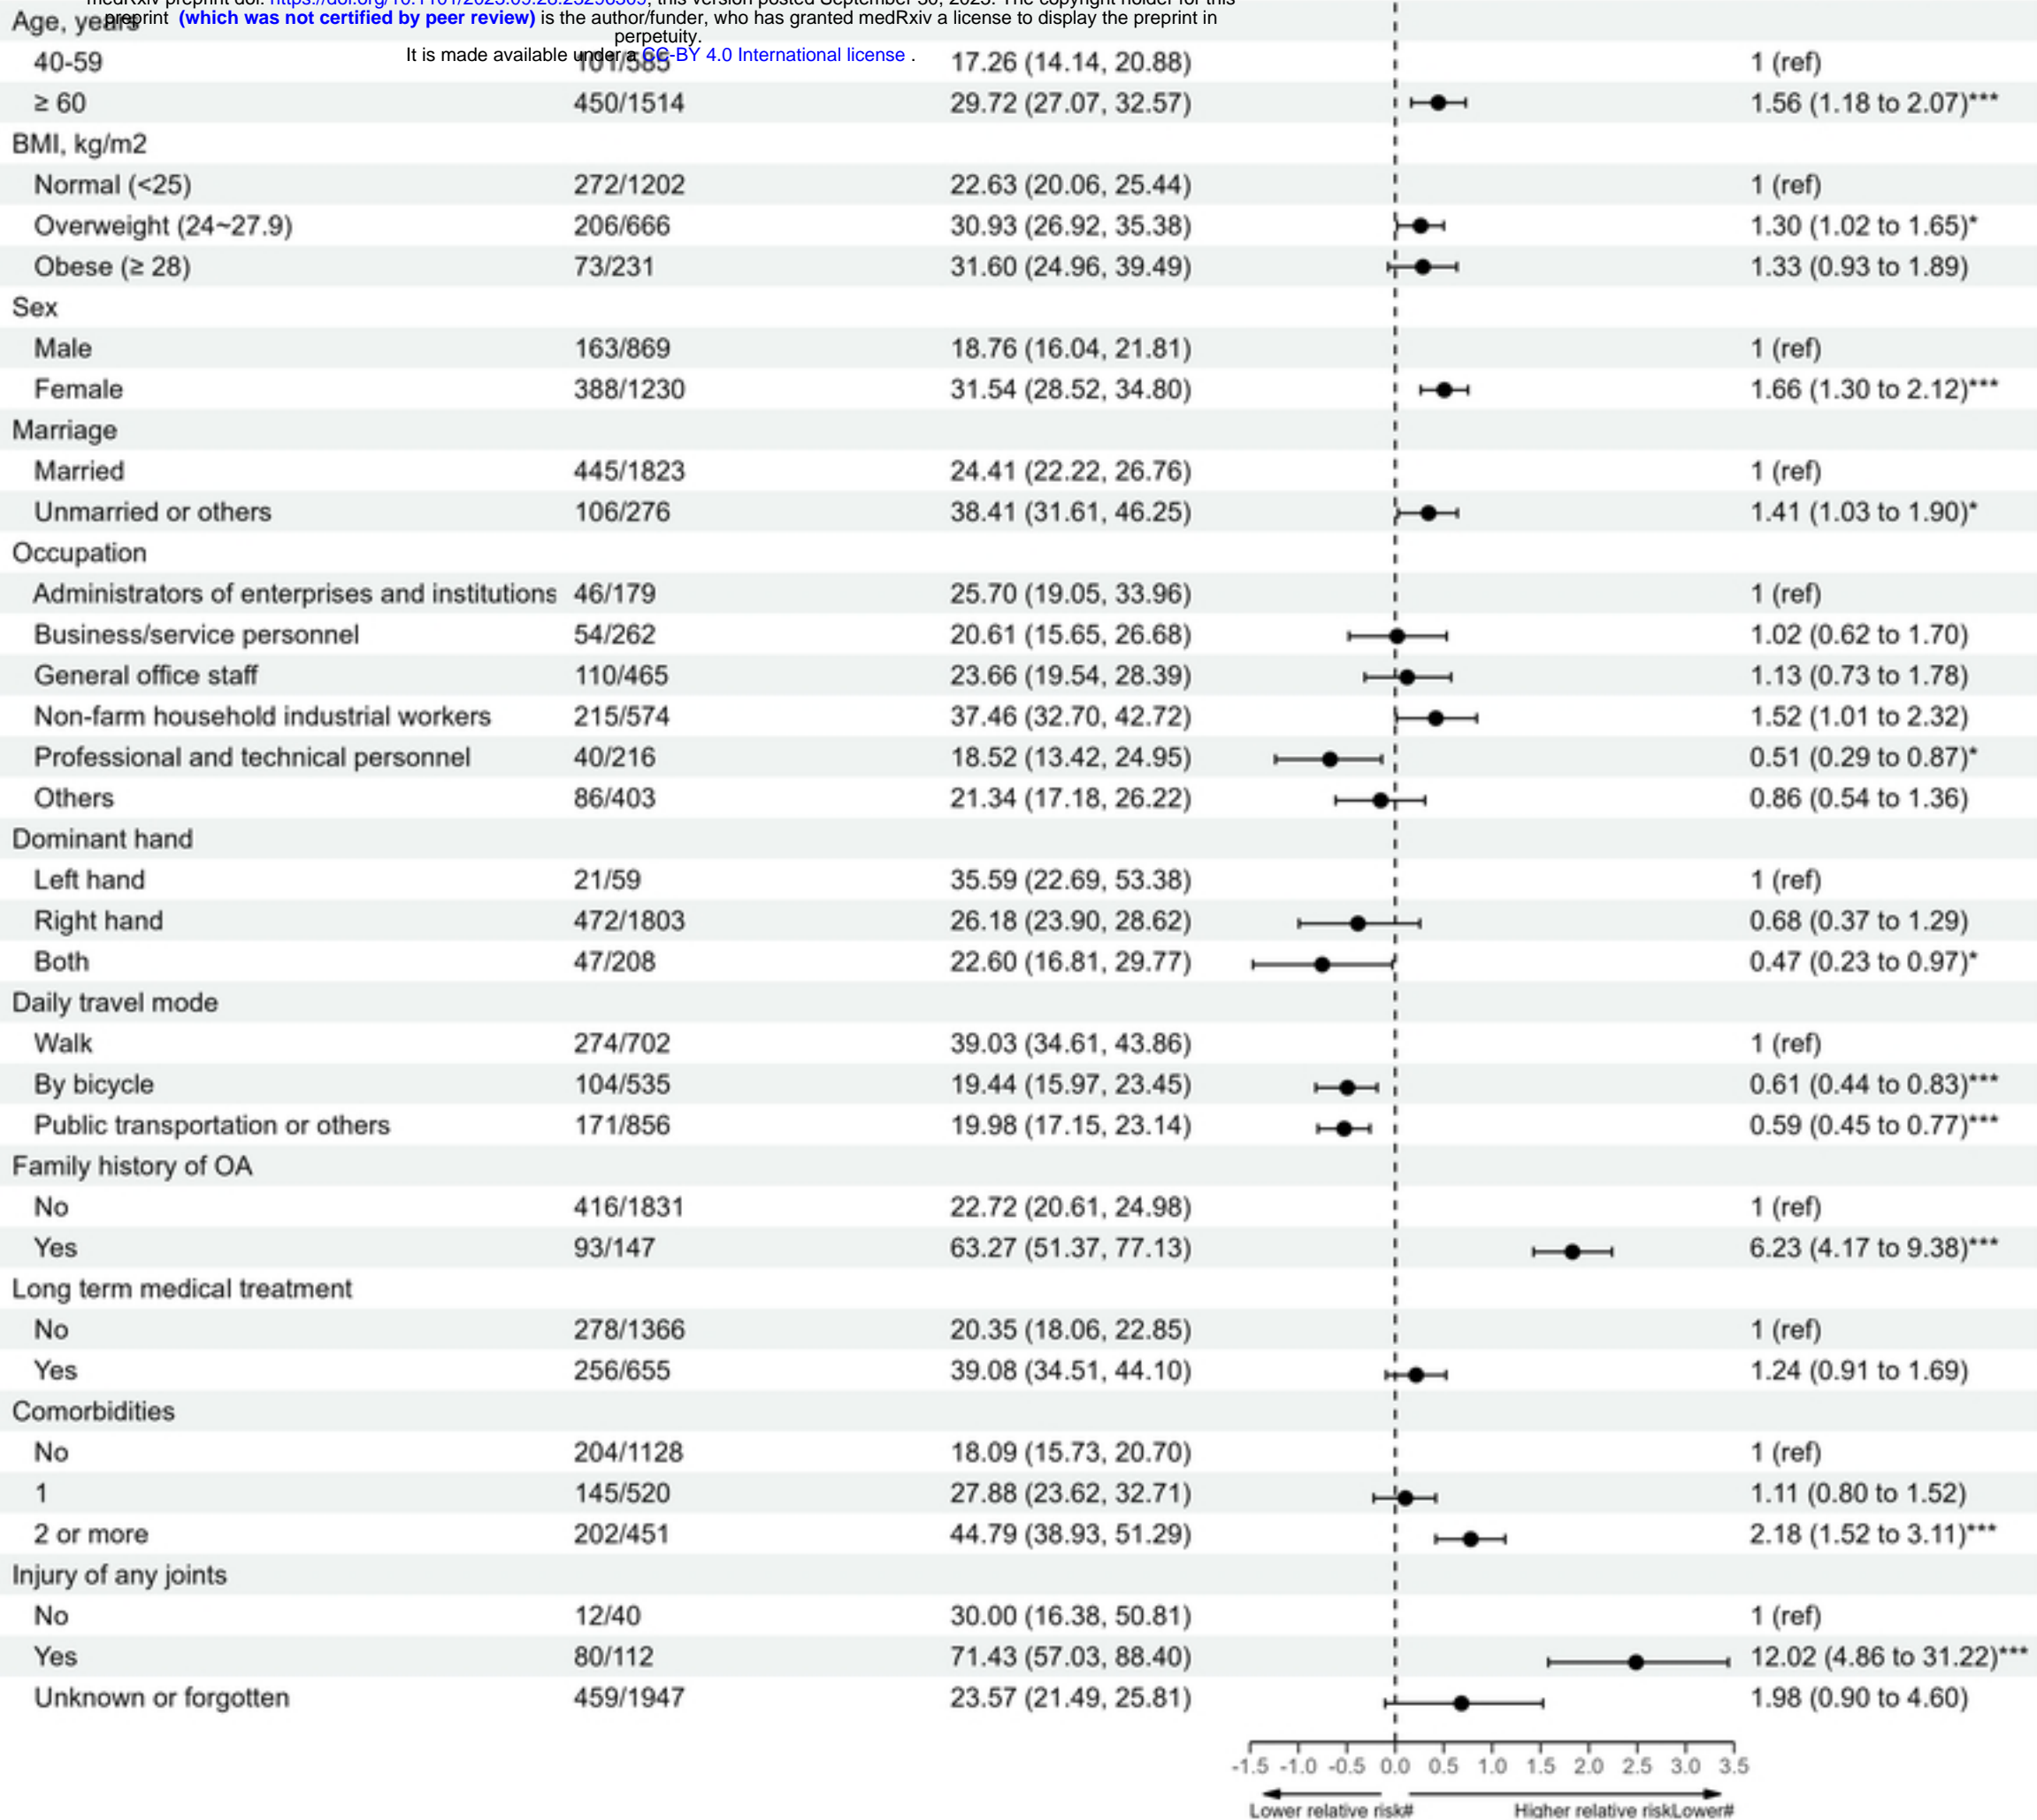 medRxiv preprint doi: https://doi.org/10.1101/2023.09.28.23296309; this version posted September 30, 2023. The copyright holder for this
preprint (which was not certified by peer review) is the author/funder, who has granted medRxiv a license to display the preprint in
perpetuity.
It is made available under a CC-BY 4.0 International license .
Age, years
40-59 101/585 17.26 (14.14, 20.88) 1 (ref)
≥ 60 450/1514 29.72 (27.07, 32.57) 1.56 (1.18 to 2.07)***
BMI, kg/m2
Normal (<25) 272/1202 22.63 (20.06, 25.44) 1 (ref)
Overweight (24~27.9) 206/666 30.93 (26.92, 35.38) 1.30 (1.02 to 1.65)*
Obese (≥ 28) 73/231 31.60 (24.96, 39.49) 1.33 (0.93 to 1.89)
Sex
Male 163/869 18.76 (16.04, 21.81) 1 (ref)
Female 388/1230 31.54 (28.52, 34.80) 1.66 (1.30 to 2.12)***
Marriage
Married 445/1823 24.41 (22.22, 26.76) 1 (ref)
Unmarried or others 106/276 38.41 (31.61, 46.25) 1.41 (1.03 to 1.90)*
Occupation
Administrators of enterprises and institutions 46/179 25.70 (19.05, 33.96) 1 (ref)
Business/service personnel 54/262 20.61 (15.65, 26.68) 1.02 (0.62 to 1.70)
General office staff 110/465 23.66 (19.54, 28.39) 1.13 (0.73 to 1.78)
Non-farm household industrial workers 215/574 37.46 (32.70, 42.72) 1.52 (1.01 to 2.32)
Professional and technical personnel 40/216 18.52 (13.42, 24.95) 0.51 (0.29 to 0.87)*
Others 86/403 21.34 (17.18, 26.22) 0.86 (0.54 to 1.36)
Dominant hand
Left hand 21/59 35.59 (22.69, 53.38) 1 (ref)
Right hand 472/1803 26.18 (23.90, 28.62) 0.68 (0.37 to 1.29)
Both 47/208 22.60 (16.81, 29.77) 0.47 (0.23 to 0.97)*
Daily travel mode
Walk 274/702 39.03 (34.61, 43.86) 1 (ref)
By bicycle 104/535 19.44 (15.97, 23.45) 0.61 (0.44 to 0.83)***
Public transportation or others 171/856 19.98 (17.15, 23.14) 0.59 (0.45 to 0.77)***
Family history of OA
No 416/1831 22.72 (20.61, 24.98) 1 (ref)
Yes 93/147 63.27 (51.37, 77.13) 6.23 (4.17 to 9.38)***
Long term medical treatment
No 278/1366 20.35 (18.06, 22.85) 1 (ref)
Yes 256/655 39.08 (34.51, 44.10) 1.24 (0.91 to 1.69)
Comorbidities
No 204/1128 18.09 (15.73, 20.70) 1 (ref)
1 145/520 27.88 (23.62, 32.71) 1.11 (0.80 to 1.52)
2 or more 202/451 44.79 (38.93, 51.29) 2.18 (1.52 to 3.11)***
Injury of any joints
No 12/40 30.00 (16.38, 50.81) 1 (ref)
Yes 80/112 71.43 (57.03, 88.40) 12.02 (4.86 to 31.22)***
Unknown or forgotten 459/1947 23.57 (21.49, 25.81) 1.98 (0.90 to 4.60)
-1.5 -1.0 -0.5 0.0 0.5 1.0 1.5 2.0 2.5 3.0 3.5
Lower relative risk# Higher relative riskLower#